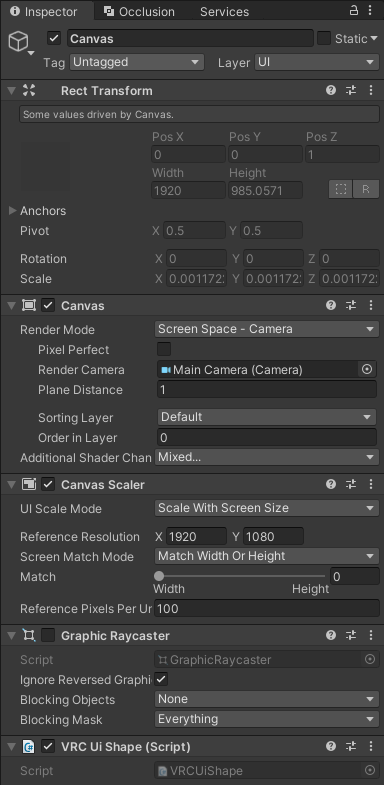 Inspector Occlusion Services
Canvas Static
Tag Untagged Layer UI
Rect Transform
Some values driven by Canvas.
Pos X Pos Y Pos Z
0 0 1
Width Height
1920 985.0571
R
Anchors
Pivot X 0.5 Y 0.5
Rotation X 0 Y 0 Z 0
Scale X 0.001172 Y 0.001172 Z 0.001172
Canvas
Render Mode Screen Space - Camera
Pixel Perfect
Render Camera Main Camera (Camera)
Plane Distance 1
Sorting Layer Default
Order in Layer 0
Additional Shader Chan Mixed...
Canvas Scaler
UI Scale Mode Scale With Screen Size
Reference Resolution X 1920 Y 1080
Screen Match Mode Match Width Or Height
Match 0
Width Height
Reference Pixels Per Ur 100
Graphic Raycaster
Script GraphicRaycaster
Ignore Reversed Graphi
Blocking Objects None
Blocking Mask Everything
VRC Ui Shape (Script)
Script VRCUiShape